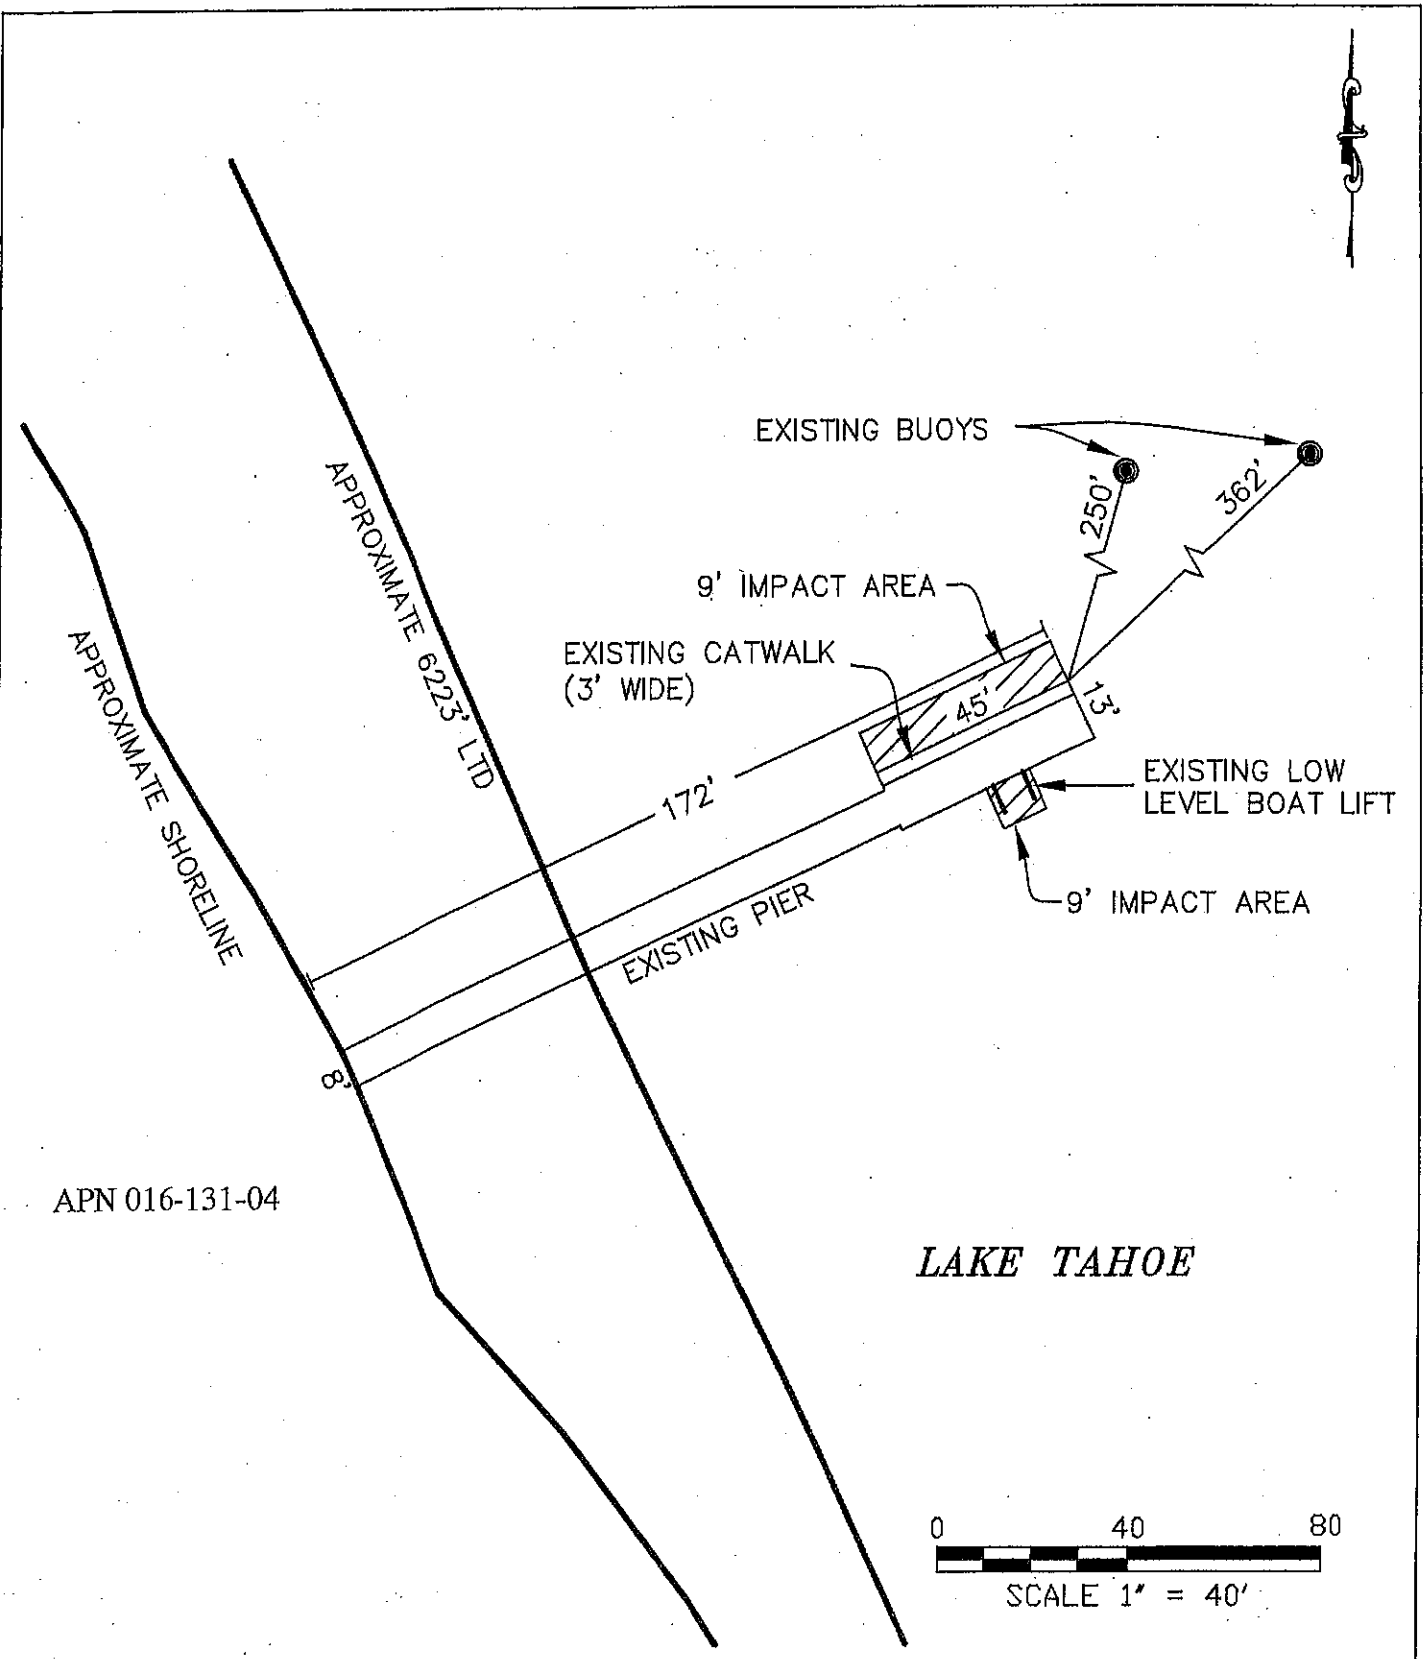 EXISTING BUOYS
250'
362'
9' IMPACT AREA
EXISTING CATWALK
(3' WIDE)
45'
13'
APPROXIMATE 6223' LTD
APPROXIMATE SHORELINE
172'
EXISTING LOW
LEVEL BOAT LIFT
9' IMPACT AREA
EXISTING PIER
8'
APN 016-131-04
LAKE TAHOE
0 40 80
SCALE 1" = 40'